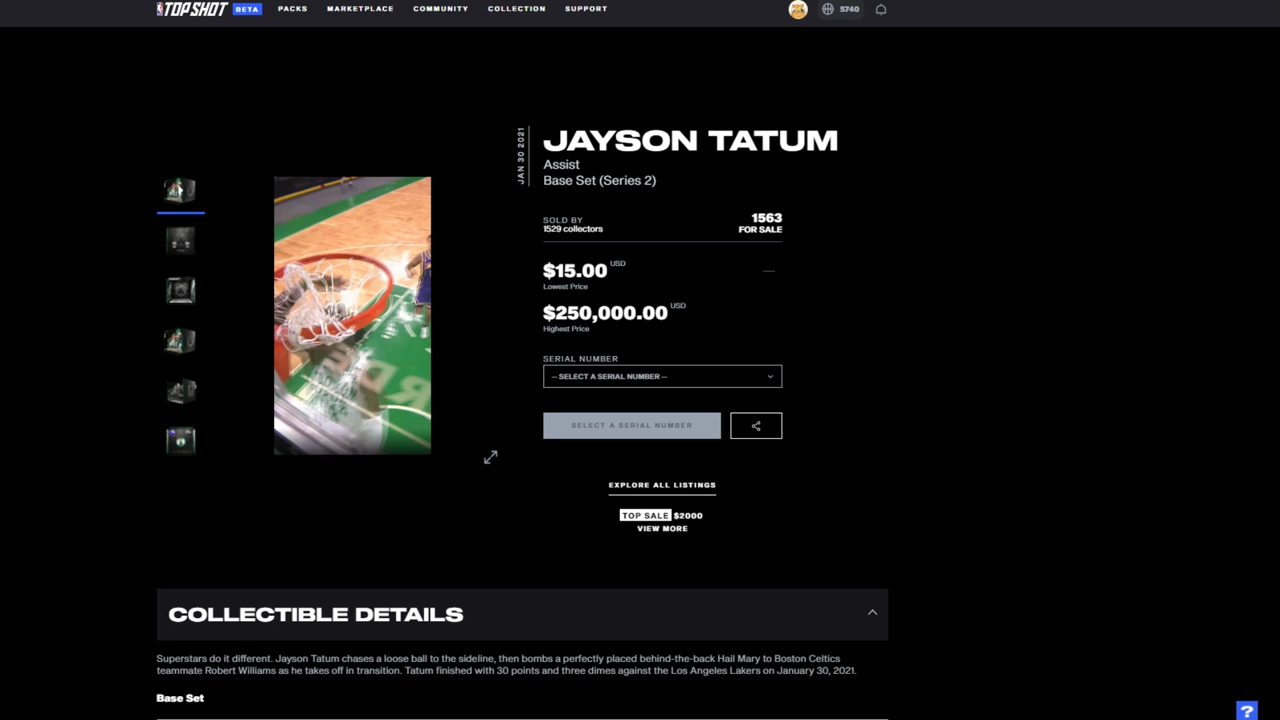 TOPSHOT BETA PACKS MARKETPLACE COMMUNITY COLLECTION SUPPORT 5740
JAN 30 2021
JAYSON TATUM
Assist
Base Set (Series 2)
SOLD BY
1529 collectors
1563
FOR SALE
$15.00 USD
Lowest Price
$250,000.00 USD
Highest Price
SERIAL NUMBER
-- SELECT A SERIAL NUMBER --
SELECT A SERIAL NUMBER
EXPLORE ALL LISTINGS
TOP SALE $2000
VIEW MORE
COLLECTIBLE DETAILS
Superstars do it different. Jayson Tatum chases a loose ball to the sideline, then bombs a perfectly placed behind-the-back Hail Mary to Boston Celtics
teammate Robert Williams as he takes off in transition. Tatum finished with 30 points and three dimes against the Los Angeles Lakers on January 30, 2021.
Base Set
?